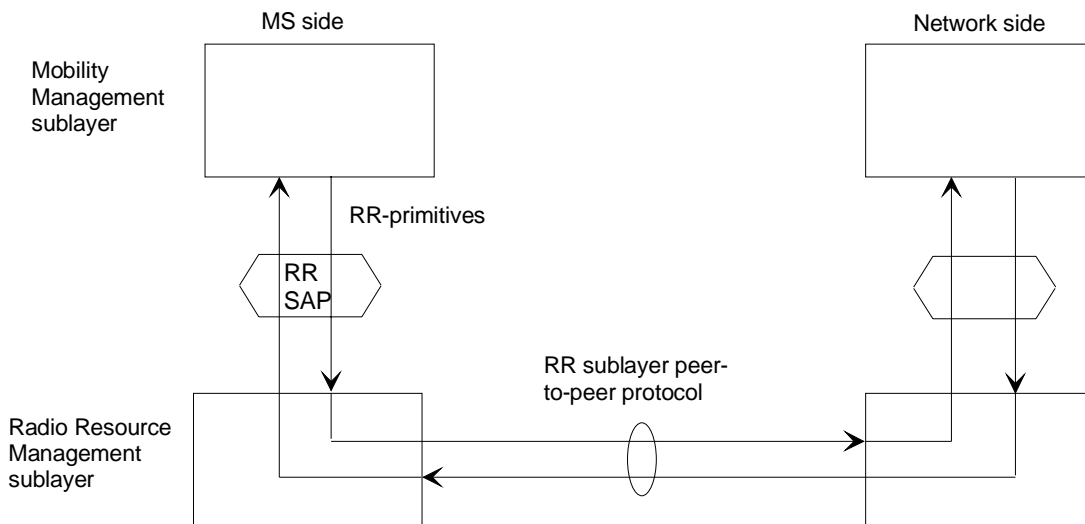 MS side
Network side
Mobility
Management
sublayer
RR-primitives
RR
SAP
RR sublayer peer-
to-peer protocol
Radio Resource
Management
sublayer